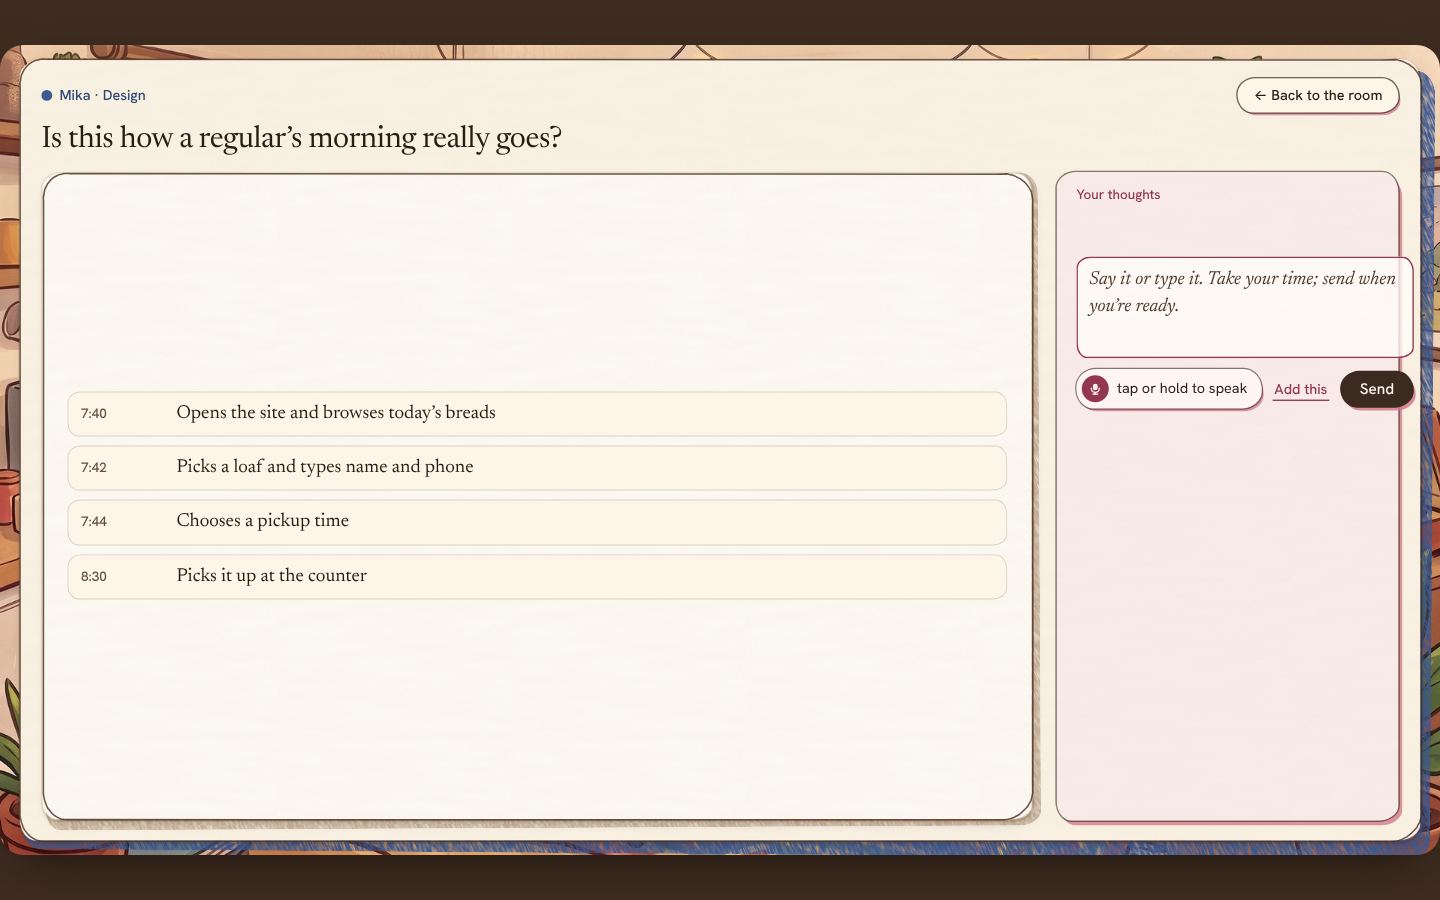 Mika · Design
← Back to the room
Is this how a regular’s morning really goes?
7:40 Opens the site and browses today’s breads
7:42 Picks a loaf and types name and phone
7:44 Chooses a pickup time
8:30 Picks it up at the counter
Your thoughts
Say it or type it. Take your time; send when
you’re ready.
tap or hold to speak Add this Send